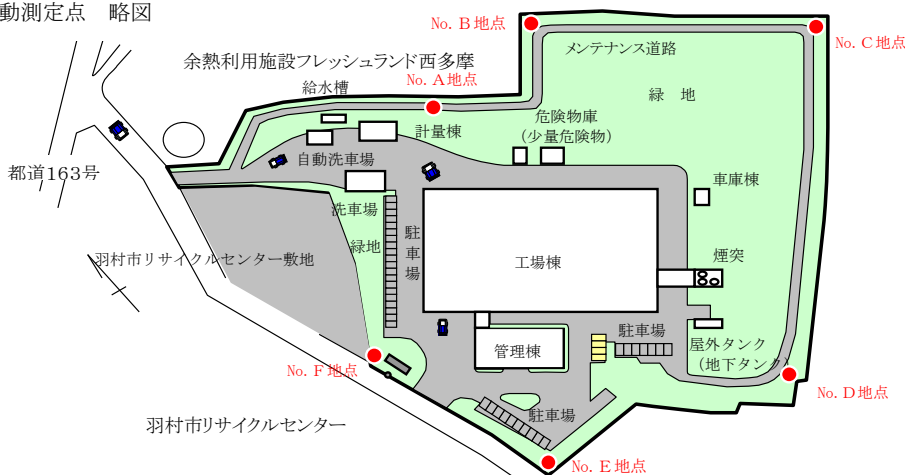 動測定点　略図
No. B 地点
No. C 地点
メンテナンス道路
余熱利用施設フレッシュランド西多摩
No. A 地点
給水槽
緑　地
危険物庫
（少量危険物）
計量棟
自動洗車場
都道163号
車庫棟
洗車場
駐車場
緑地
羽村市リサイクルセンター敷地
工場棟
煙突
駐車場
屋外タンク
（地下タンク）
管理棟
No. F 地点
No. D 地点
駐車場
羽村市リサイクルセンター
No. E 地点